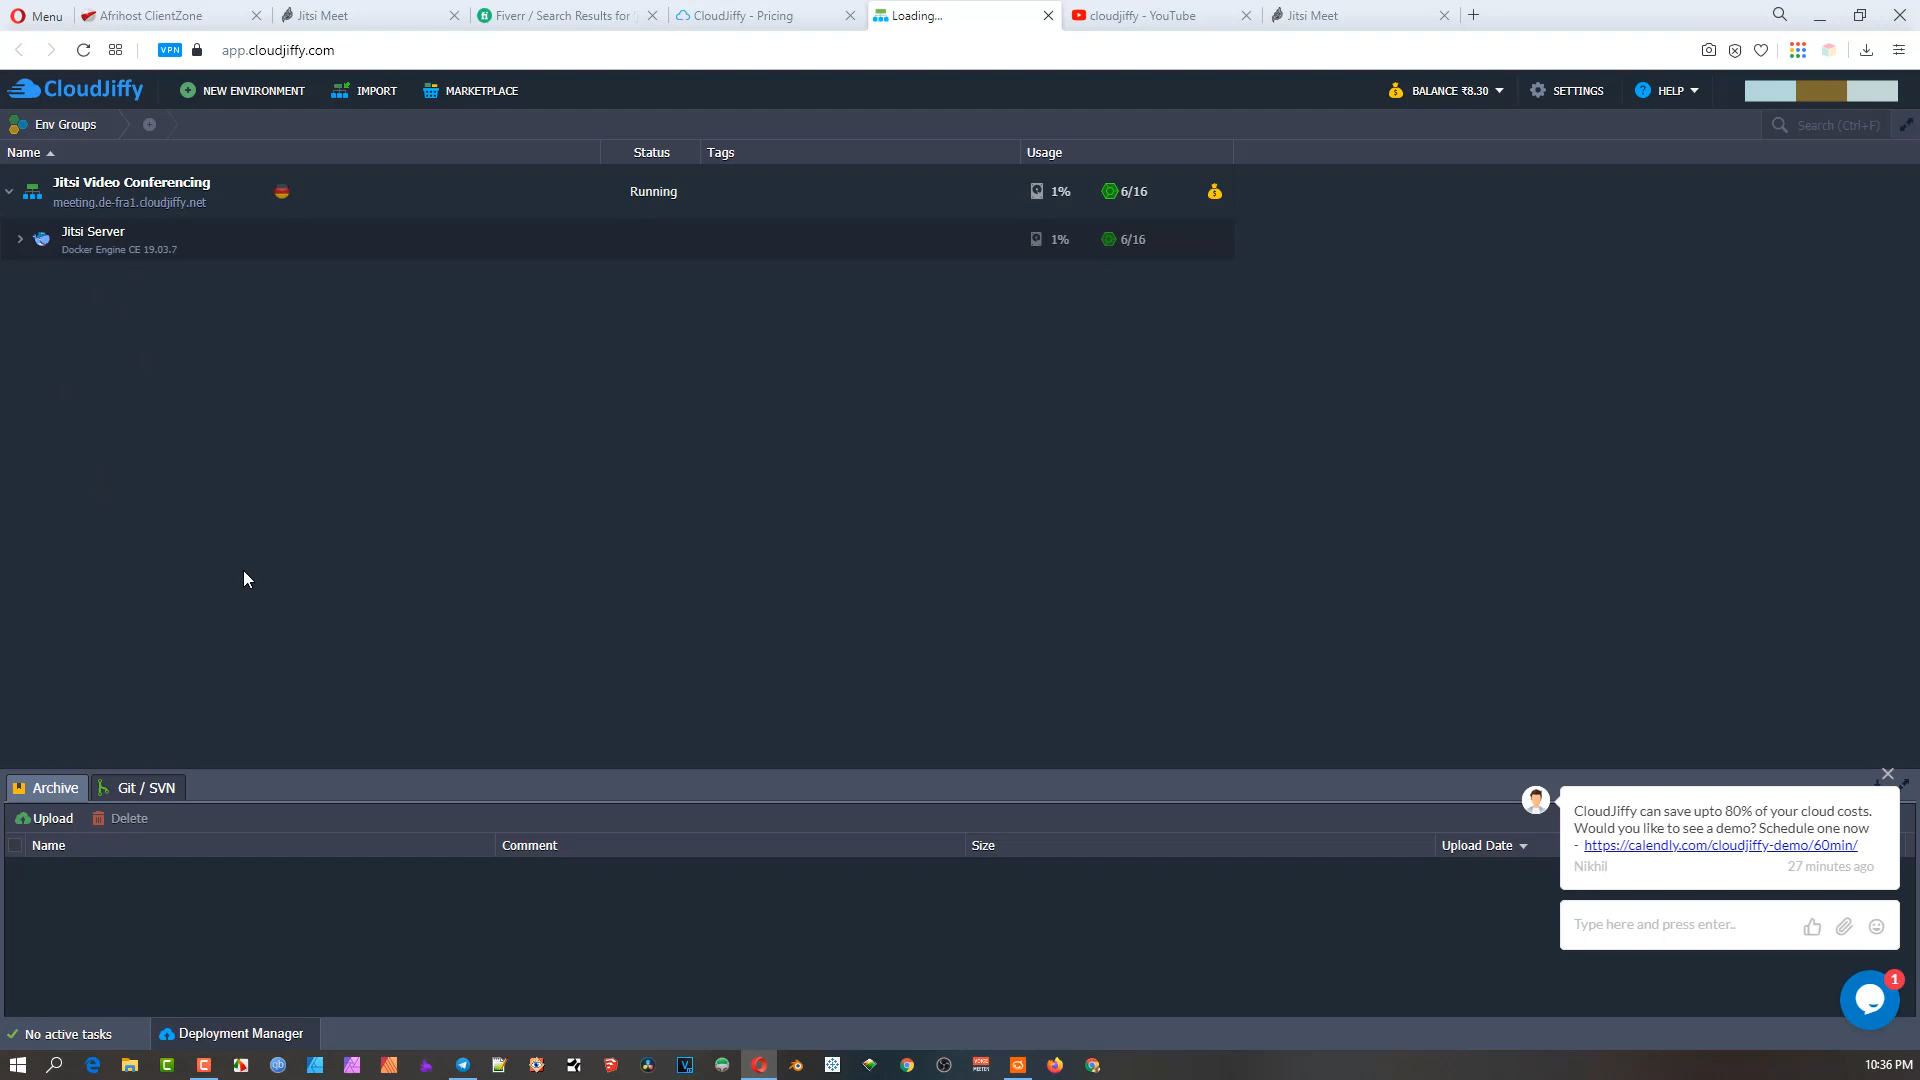 Menu
Afrihost ClientZone
Jitsi Meet
Fiverr / Search Results for
CloudJiffy - Pricing
Loading...
cloudjiffy - YouTube
Jitsi Meet
VPN
app.cloudjiffy.com
CloudJiffy
NEW ENVIRONMENT
IMPORT
MARKETPLACE
BALANCE ₹8.30
SETTINGS
HELP
Env Groups
Search (Ctrl+F)
Name
Status
Tags
Usage
Jitsi Video Conferencing
meeting.de-fra1.cloudjiffy.net
Running
1%
6/16
Jitsi Server
Docker Engine CE 19.03.7
1%
6/16
Archive
Git / SVN
Upload
Delete
Name
Comment
Size
Upload Date
CloudJiffy can save upto 80% of your cloud costs.
Would you like to see a demo? Schedule one now
- https://calendly.com/cloudjiffy-demo/60min/
Nikhil
27 minutes ago
Type here and press enter..
1
No active tasks
Deployment Manager
10:36 PM